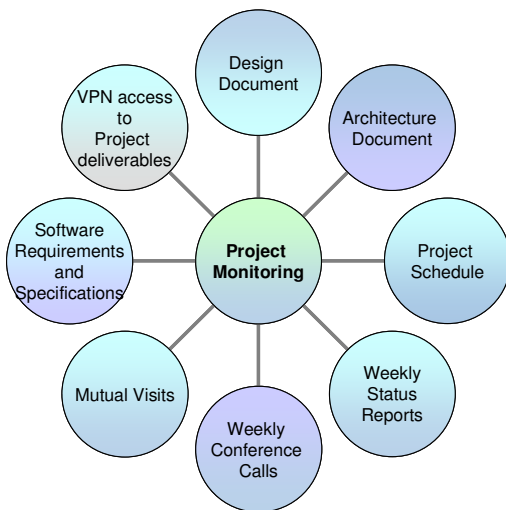 Design
Document
Architecture
Document
Project
Schedule
Weekly
Status
Reports
Weekly
Conference
Calls
Mutual Visits
Software
Requirements
and
Specifications
VPN access
to
Project
deliverables
Project
Monitoring